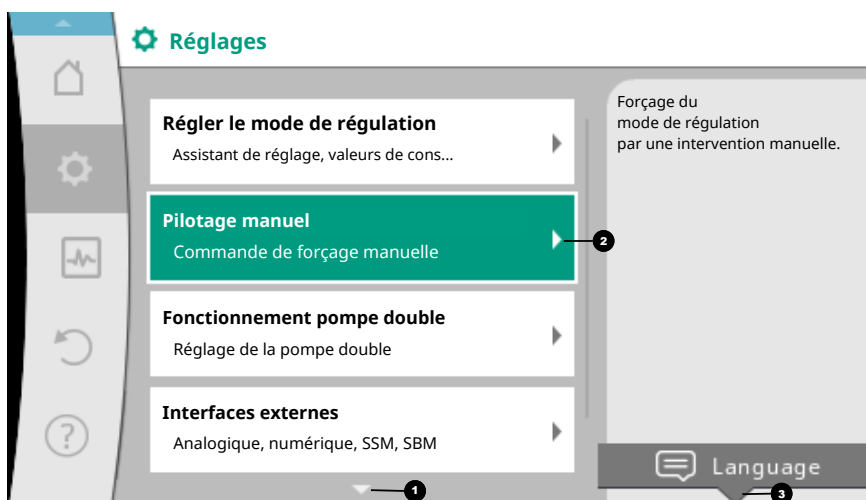 Réglages
Régler le mode de régulation
Assistant de réglage, valeurs de cons...
Pilotage manuel
Commande de forçage manuelle
2
Fonctionnement pompe double
Réglage de la pompe double
Interfaces externes
Analogique, numérique, SSM, SBM
1
Forçage du
mode de régulation
par une intervention manuelle.
?
Language
3